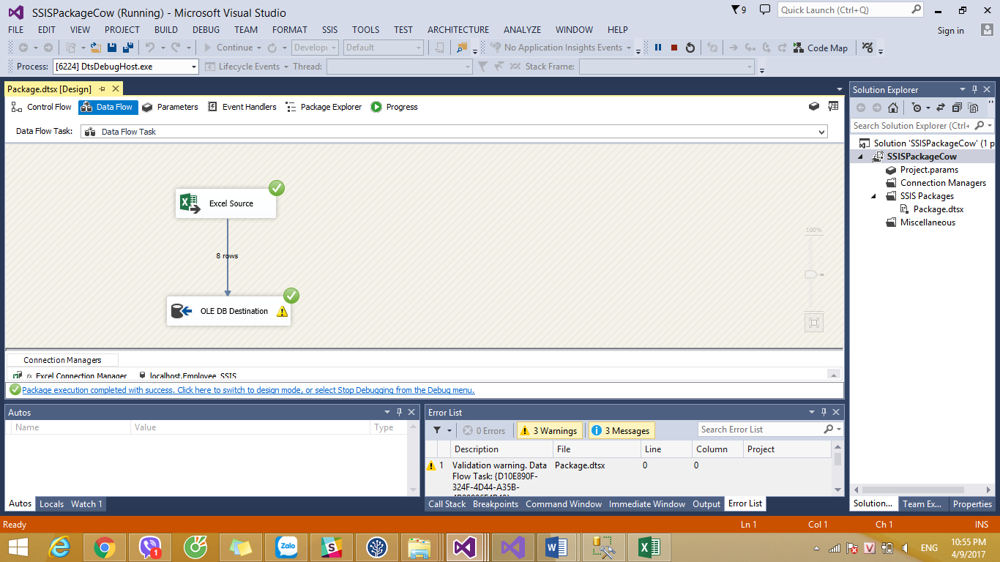 SSISPackageCow (Running) - Microsoft Visual Studio
9
Quick Launch (Ctrl+Q)
FILE EDIT VIEW PROJECT BUILD DEBUG TEAM FORMAT SSIS TOOLS TEST ARCHITECTURE ANALYZE WINDOW HELP
Sign in
Continue Developi Default No Application Insights Events Code Map
Process: [6224] DtsDebugHost.exe Lifecycle Events Thread: Stack Frame:
Package.dtsx [Design]
Control Flow Data Flow Parameters Event Handlers Package Explorer Progress
Data Flow Task: Data Flow Task
Excel Source
8 rows
OLE DB Destination
100%
Connection Managers
fx Excel Connection Manager localhost.Employee_SSIS
Package execution completed with success. Click here to switch to design mode, or select Stop Debugging from the Debug menu.
Solution Explorer
Search Solution Explorer (Ctrl+
Solution 'SSISPackageCow' (1 p
SSISPackageCow
Project.params
Connection Managers
SSIS Packages
Package.dtsx
Miscellaneous
Autos
Name Value Type
Autos Locals Watch 1
Error List
0 Errors 3 Warnings 3 Messages Search Error List
Description File Line Column Project
1 Validation warning. Data Package.dtsx 0 0
Flow Task: {D10E890F-
324F-4D44-A35B-
Call Stack Breakpoints Command Window Immediate Window Output Error List
Solution... Team Ex... Properties
Ready Ln 1 Col 1 Ch 1 INS
1
Zalo
ENG
10:55 PM
4/9/2017